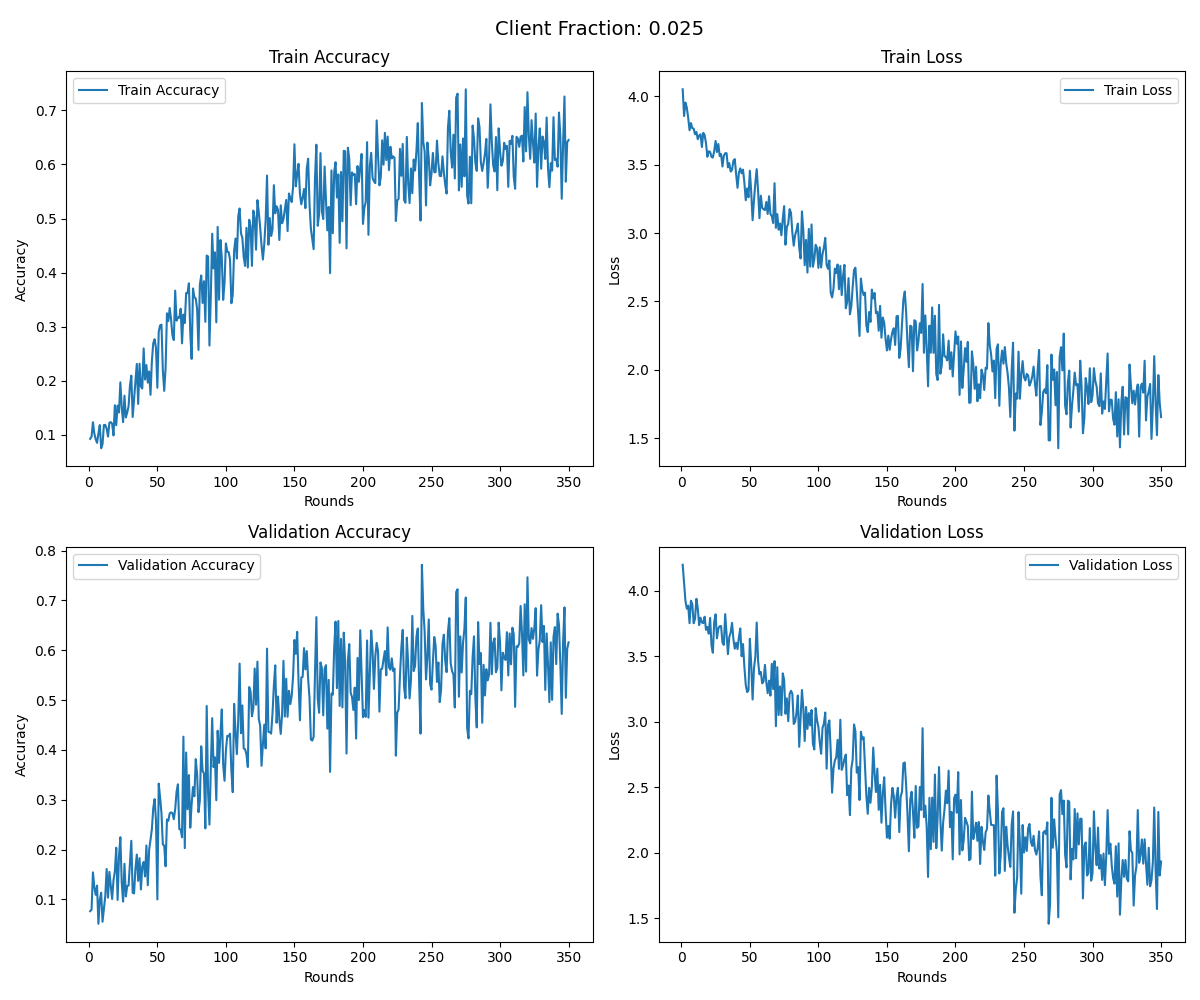 Client Fraction: 0.025
Train Accuracy
Train Accuracy
Accuracy
0.7
0.6
0.5
0.4
0.3
0.2
0.1
0 50 100 150 200 250 300 350
Rounds
Train Loss
Train Loss
Loss
4.0
3.5
3.0
2.5
2.0
1.5
0 50 100 150 200 250 300 350
Rounds
Validation Accuracy
Validation Accuracy
Accuracy
0.8
0.7
0.6
0.5
0.4
0.3
0.2
0.1
0 50 100 150 200 250 300 350
Rounds
Validation Loss
Validation Loss
Loss
4.0
3.5
3.0
2.5
2.0
1.5
0 50 100 150 200 250 300 350
Rounds